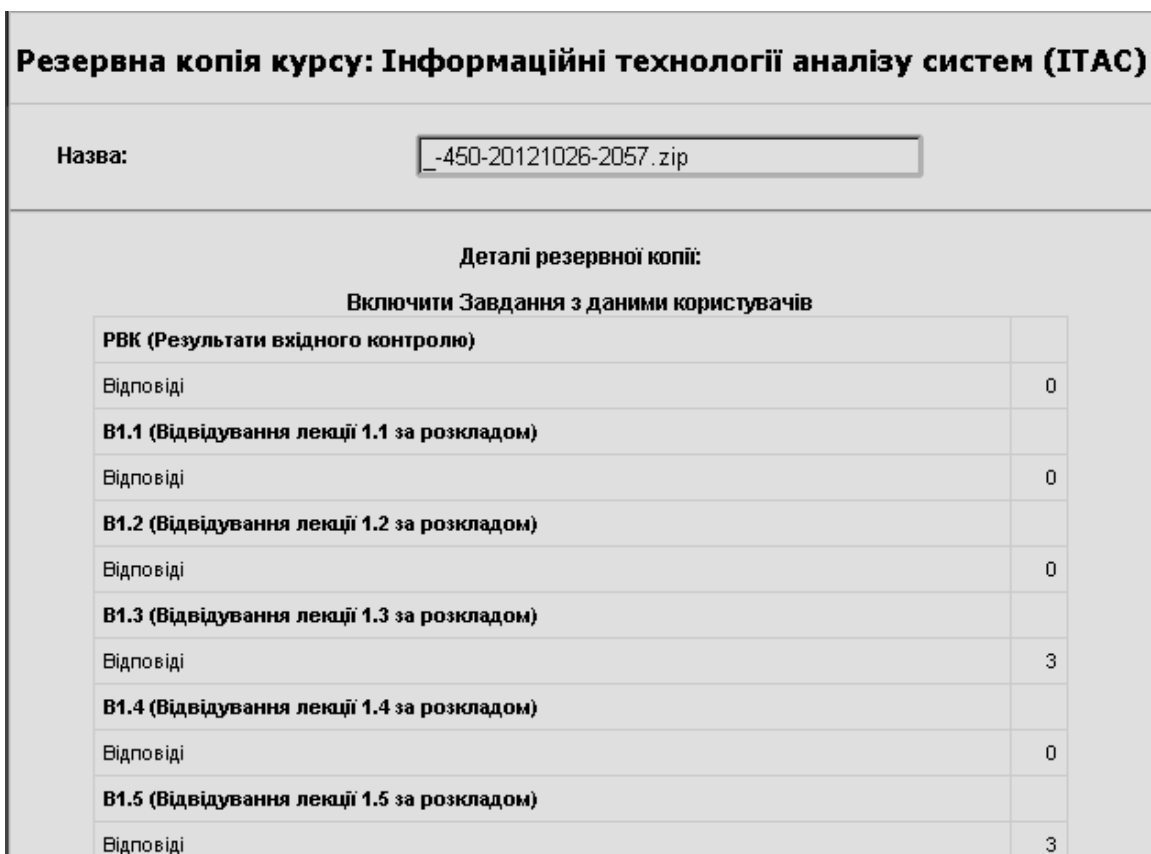 Резервна копія курсу: Інформаційні технології аналізу систем (ІТАС)
Назва: _-450-20121026-2057.zip
Деталі резервної копії:
Включити Завдання з даними користувачів
РВК (Результати вхідного контролю)
Відповіді 0
В1.1 (Відвідування лекції 1.1 за розкладом)
Відповіді 0
В1.2 (Відвідування лекції 1.2 за розкладом)
Відповіді 0
В1.3 (Відвідування лекції 1.3 за розкладом)
Відповіді 3
В1.4 (Відвідування лекції 1.4 за розкладом)
Відповіді 0
В1.5 (Відвідування лекції 1.5 за розкладом)
Відповіді 3